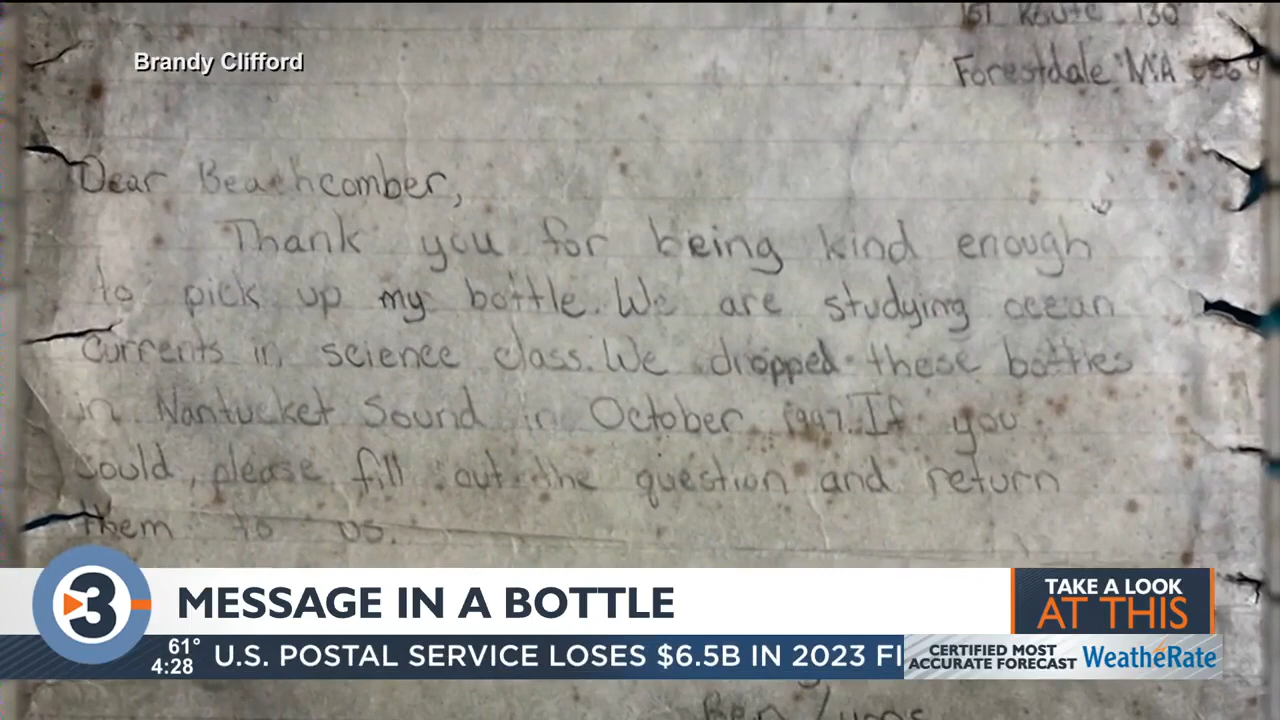 151 Route 130
Brandy Clifford
Forestdale MA
Dear Beachcomber,
Thank you for being kind enough
to pick up my bottle. We are studying ocean
currents in science class. We dropped these bottles
in Nantucket Sound in October 1997. If you
could, please fill out the question and return
them to us.
3
MESSAGE IN A BOTTLE
TAKE A LOOK
AT THIS
61°
4:28
U.S. POSTAL SERVICE LOSES $6.5B IN 2023 FI
CERTIFIED MOST
ACCURATE FORECAST
WeatheRate
Ben